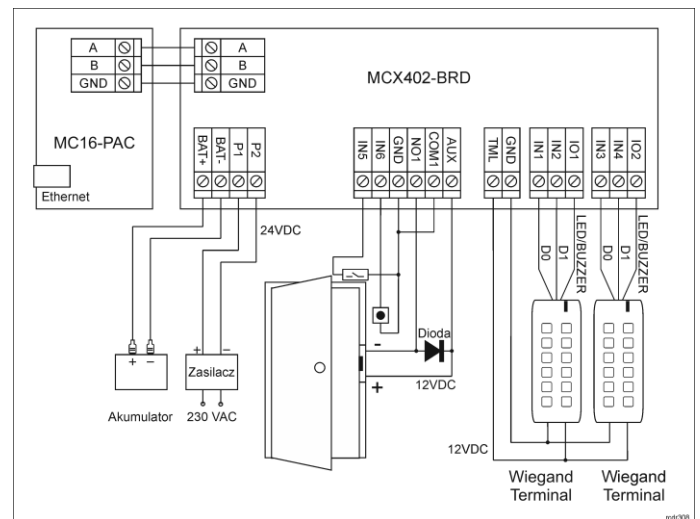 A
B
GND
A
B
GND
MC16-PAC
Ethernet
MCX402-BRD
BAT+
BAT-
P1
P2
IN5
IN6
GND
NO1
COM1
AUX
TML
GND
IN1
IN2
IO1
IN3
IN4
IO2
24VDC
D0
D1
LED/BUZZER
D0
D1
LED/BUZZER
+ −
Akumulator
+ −
Zasilacz
230 VAC
Dioda
-
+
12VDC
12VDC
Wiegand
Terminal
Wiegand
Terminal